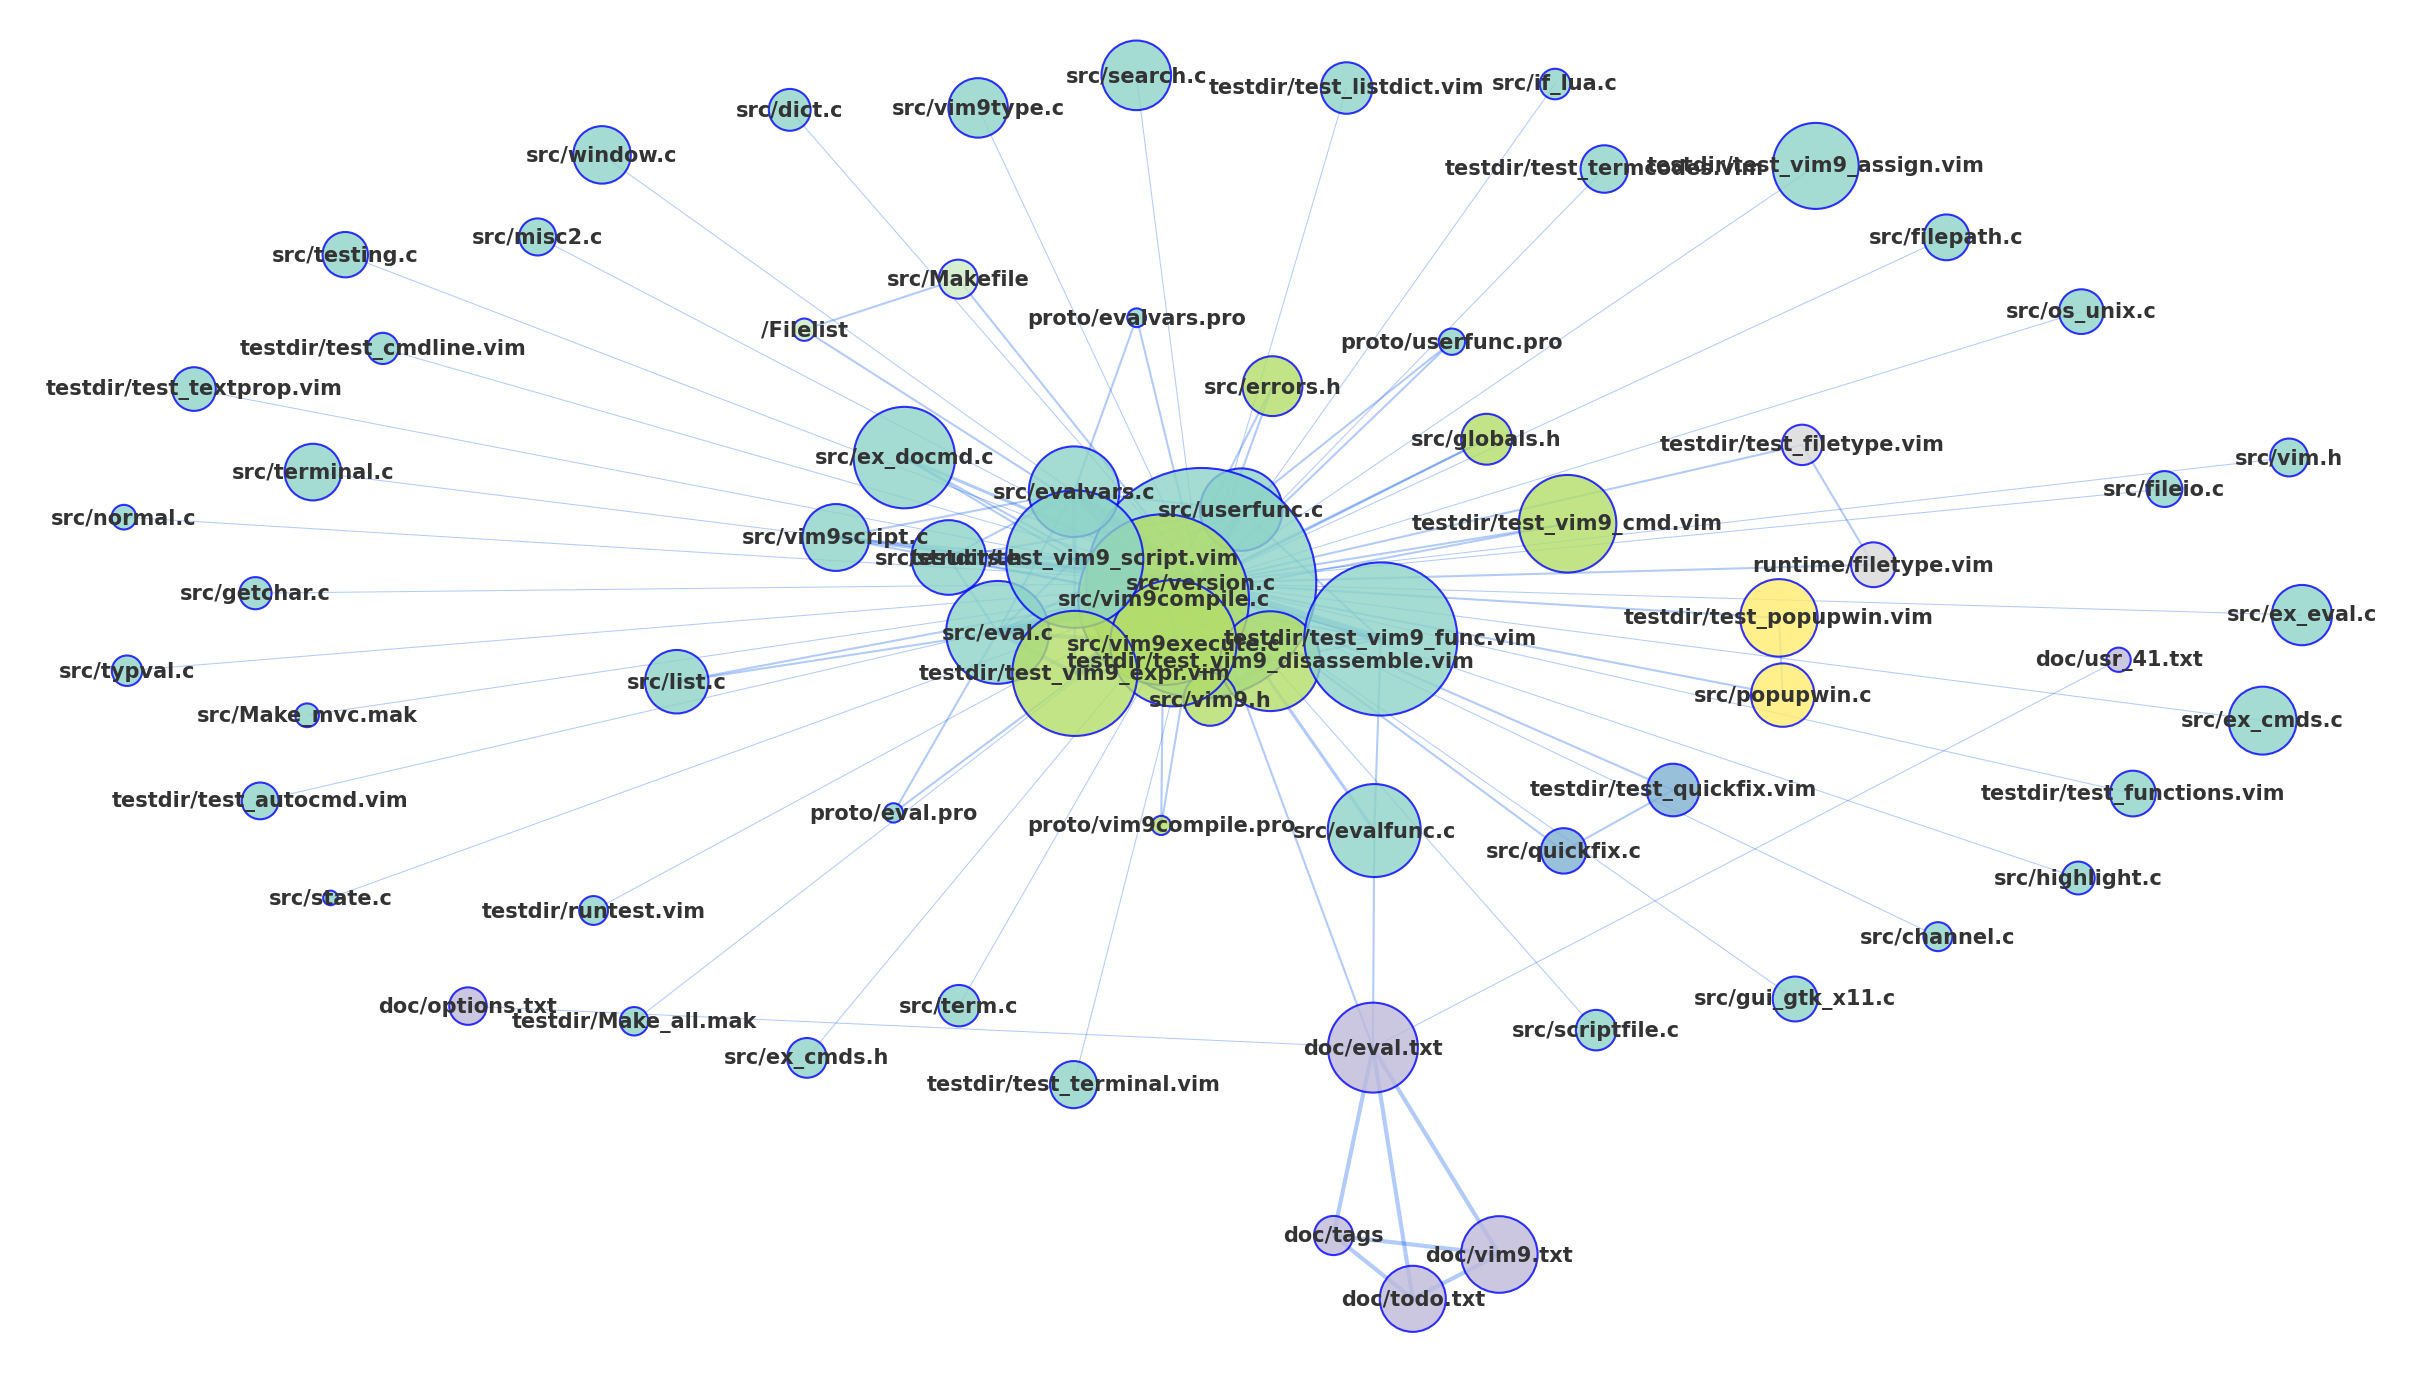 src/search.c
testdir/test_listdict.vim
src/if_lua.c
src/dict.c
src/vim9type.c
src/window.c
testdir/test_termcodes.vim
testdir/test_vim9_assign.vim
src/testing.c
src/misc2.c
src/filepath.c
src/Makefile
src/os_unix.c
/Filelist
proto/evalvars.pro
proto/userfunc.pro
testdir/test_cmdline.vim
testdir/test_textprop.vim
src/errors.h
src/globals.h
testdir/test_filetype.vim
src/ex_docmd.c
src/vim.h
src/terminal.c
src/evalvars.c
src/fileio.c
src/normal.c
src/userfunc.c
testdir/test_vim9_cmd.vim
src/vim9script.c
src/structs.h
testdir/test_vim9_script.vim
runtime/filetype.vim
src/getchar.c
src/version.c
src/vim9compile.c
testdir/test_popupwin.vim
src/ex_eval.c
src/eval.c
src/vim9execute.c
testdir/test_vim9_func.vim
testdir/test_vim9_disassemble.vim
doc/usr_41.txt
src/typval.c
src/list.c
testdir/test_vim9_expr.vim
src/vim9.h
src/popupwin.c
src/Make_mvc.mak
src/ex_cmds.c
testdir/test_autocmd.vim
proto/eval.pro
proto/vim9compile.pro
src/evalfunc.c
testdir/test_quickfix.vim
testdir/test_functions.vim
src/quickfix.c
src/highlight.c
src/state.c
testdir/runtest.vim
src/channel.c
doc/options.txt
testdir/Make_all.mak
src/term.c
src/gui_gtk_x11.c
src/scriptfile.c
src/ex_cmds.h
doc/eval.txt
testdir/test_terminal.vim
doc/tags
doc/vim9.txt
doc/todo.txt